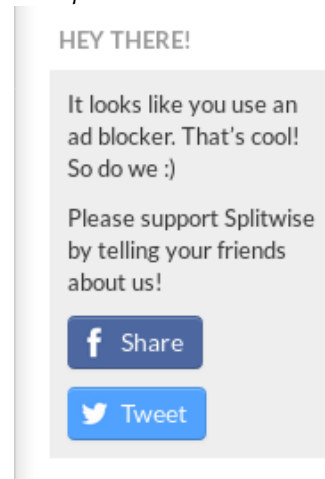 HEY THERE!
It looks like you use an
ad blocker. That's cool!
So do we :)
Please support Splitwise
by telling your friends
about us!
Share
Tweet